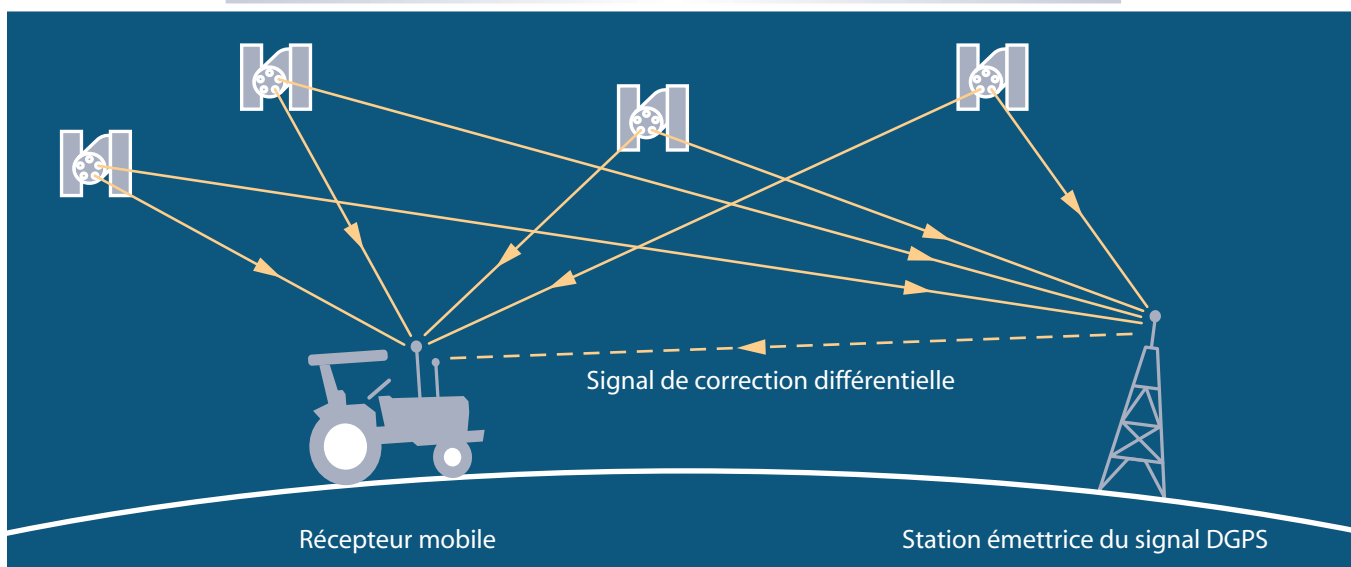 Signal de correction différentielle
Récepteur mobile
Station émettrice du signal DGPS